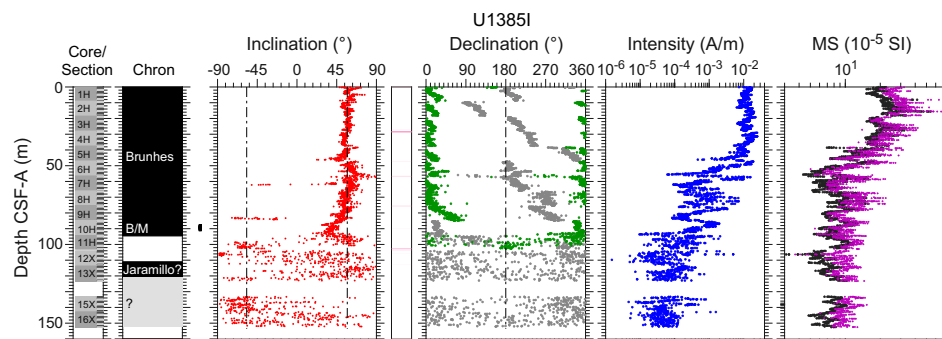 U1385I
Core/
Section
Chron
Inclination (°)
Declination (°)
Intensity (A/m)
MS (10⁻⁵ SI)
-90 -45 0 45 90
0 90 180 270 360
10⁻⁶ 10⁻⁵ 10⁻⁴ 10⁻³ 10⁻²
10¹
Depth CSF-A (m)
0
50
100
150
1H
2H
3H
4H
5H
6H
7H
8H
9H
10H
11H
12X
13X
15X
16X
Brunhes
B/M
Jaramillo?
?